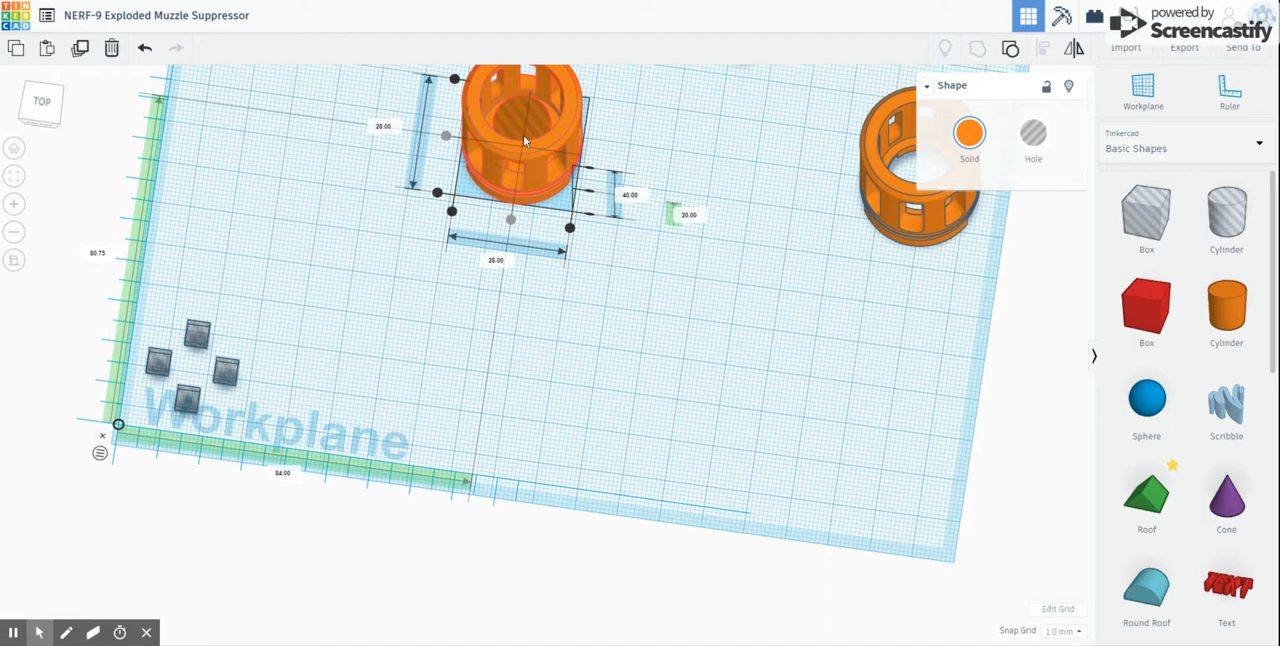 TIN
KER
CAD
NERF-9 Exploded Muzzle Suppressor
powered by
Screencastify
Import
Export
Send To
TOP
Shape
Solid
Hole
Workplane
Ruler
Tinkercad
Basic Shapes
28.00
40.00
20.00
28.00
80.75
Box
Cylinder
Box
Cylinder
Workplane
84.00
Sphere
Scribble
Roof
Cone
Edit Grid
Snap Grid
1.0 mm
Round Roof
TEXT
Text